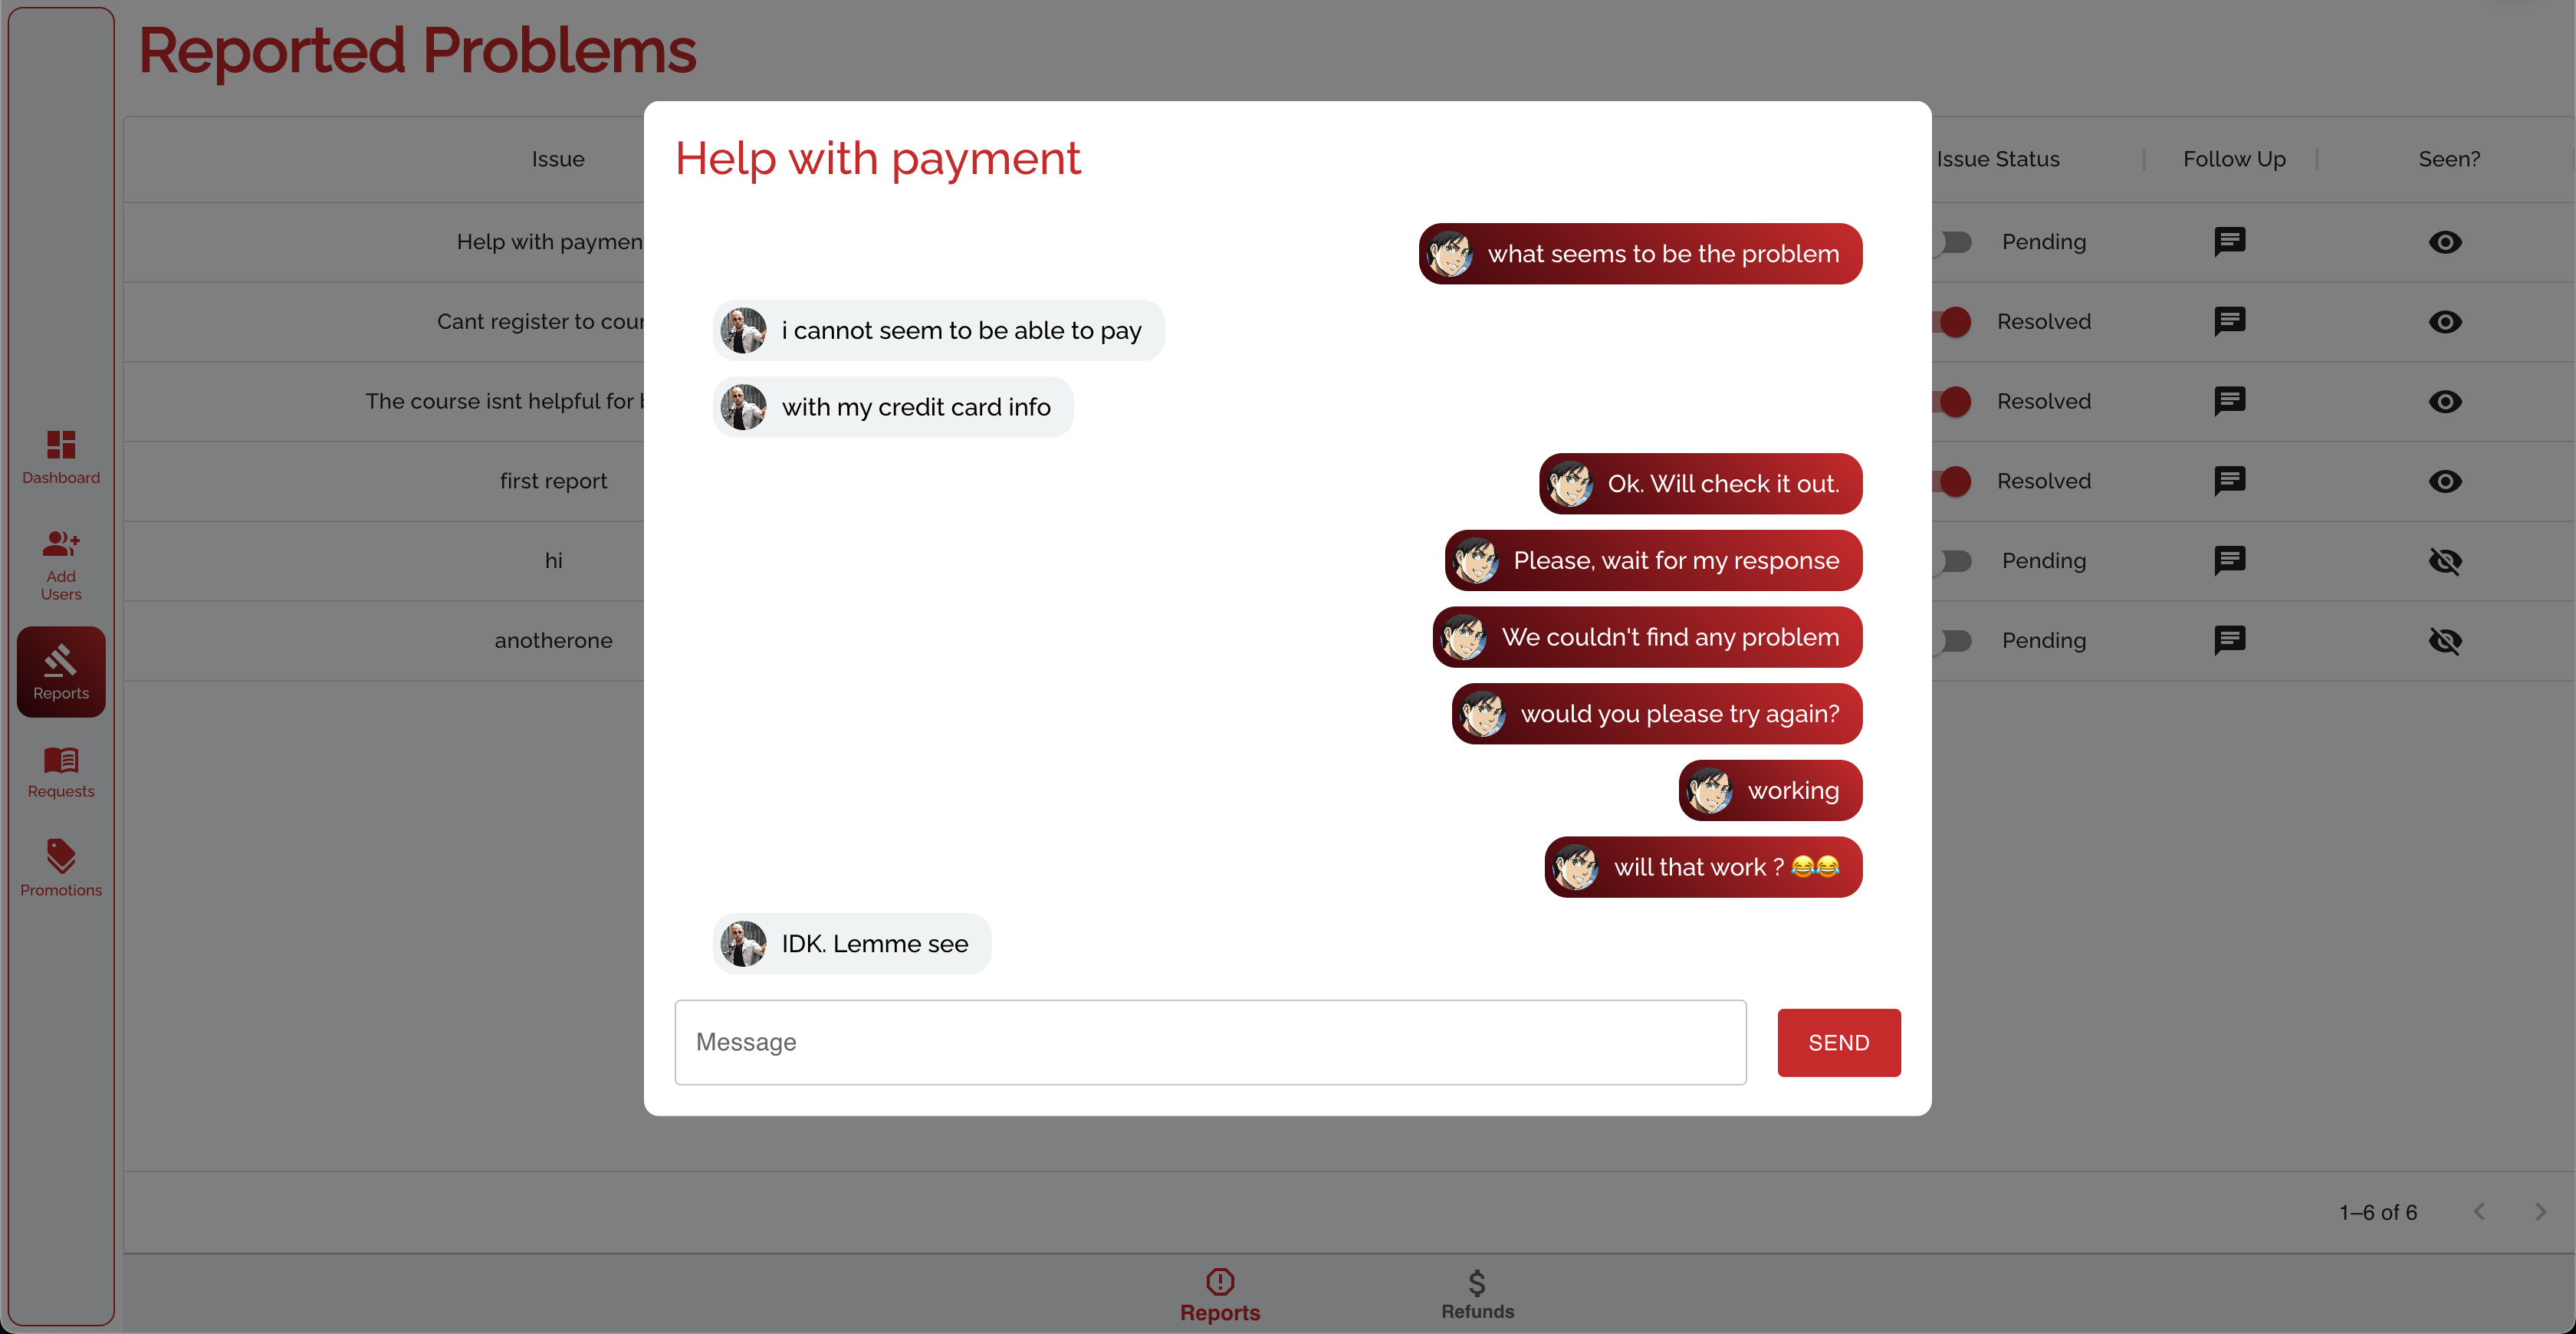 Reported Problems
Issue
Issue Status
Follow Up
Seen?
Help with paymen
Pending
Cant register to cour
Resolved
The course isnt helpful for
Resolved
first report
Resolved
hi
Pending
anotherone
Pending
Dashboard
Add
Users
Reports
Requests
Promotions
Help with payment
what seems to be the problem
i cannot seem to be able to pay
with my credit card info
Ok. Will check it out.
Please, wait for my response
We couldn't find any problem
would you please try again?
working
will that work ? 😂😂
IDK. Lemme see
Message
SEND
1–6 of 6
Reports
Refunds